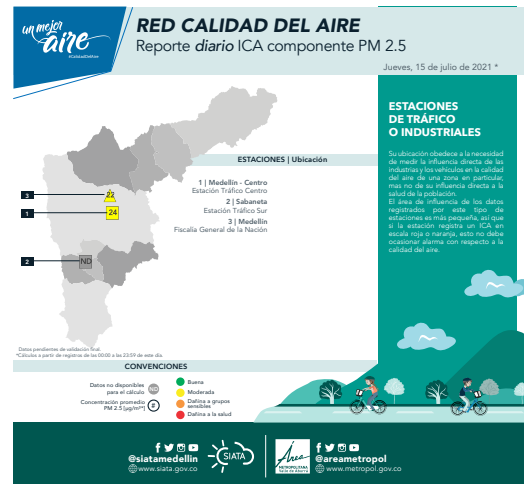 un mejor
aire
#CalidadDelAire
RED CALIDAD DEL AIRE
Reporte diario ICA componente PM 2.5
Jueves, 15 de julio de 2021 *
ESTACIONES
DE TRÁFICO
O INDUSTRIALES
Su ubicación obedece a la necesidad
de medir la influencia directa de las
industrias y los vehículos en la calidad
del aire de una zona en particular,
mas no de su influencia directa a la
salud de la población.
El área de influencia de los datos
registrados por este tipo de
estaciones es más pequeña, así que
si la estación registra un ICA en
escala roja o naranja, esto no debe
ocasionar alarma con respecto a la
calidad del aire.
ESTACIONES | Ubicación
1 | Medellín - Centro
Estación Tráfico Centro
2 | Sabaneta
Estación Tráfico Sur
3 | Medellín
Fiscalía General de la Nación
3
22
1
24
2
ND
Datos pendientes de validación final.
*Cálculos a partir de registros de las 00:00 a las 23:59 de este día.
CONVENCIONES
Datos no disponibles
para el cálculo
ND
Concentración promedio
PM 2.5 [µg/m³*]
#
Buena
Moderada
Dañina a grupos
sensibles
Dañina a la salud
@siatamedellin
www.siata.gov.co
SIATA
Área
METROPOLITANA
Valle de Aburrá
@areametropol
www.metropol.gov.co